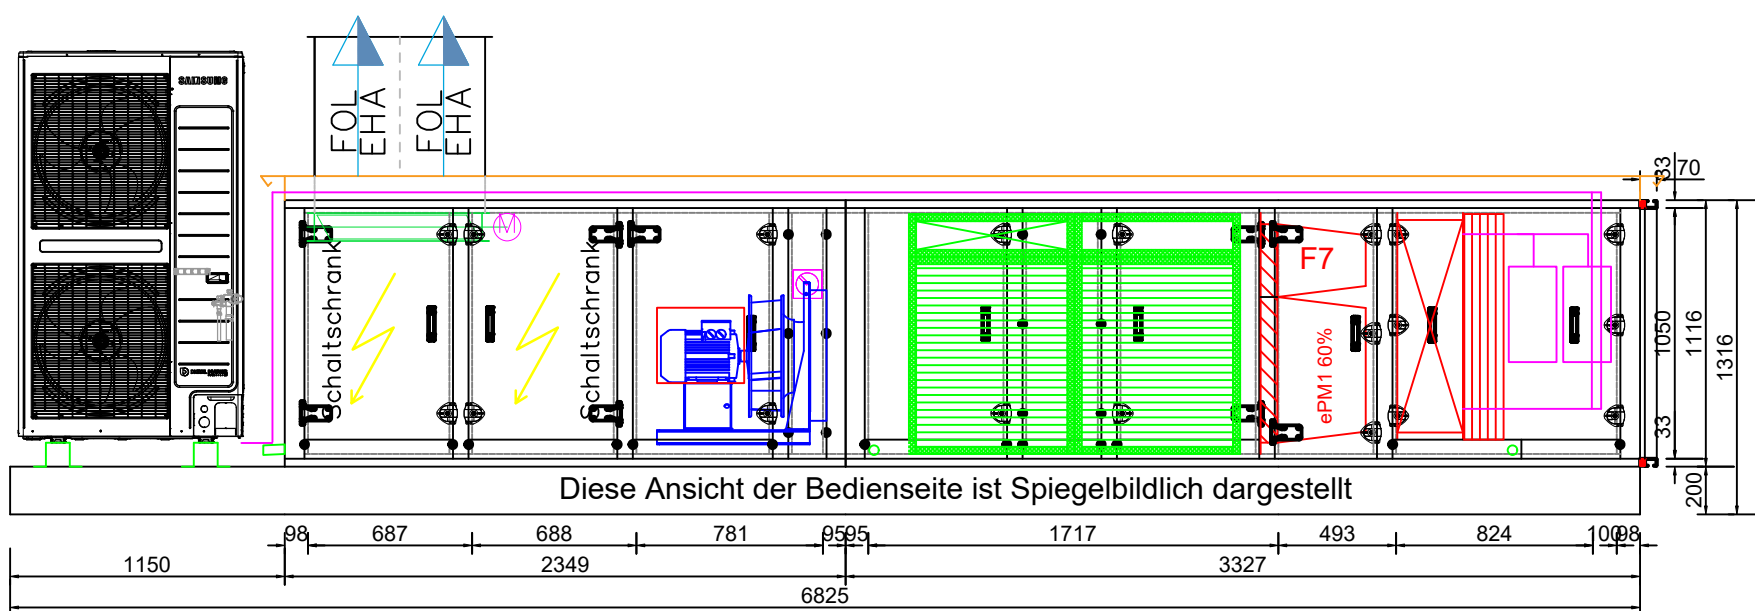 SAMSUNG
FOL
EHA
FOL
EHA
33
70
M
Schaltschrank
Schaltschrank
F7
ePM1 60%
1050
1116
1316
33
200
Diese Ansicht der Bedienseite ist Spiegelbildlich dargestellt
98
687
688
781
95
95
1717
493
824
100
98
1150
2349
3327
6825